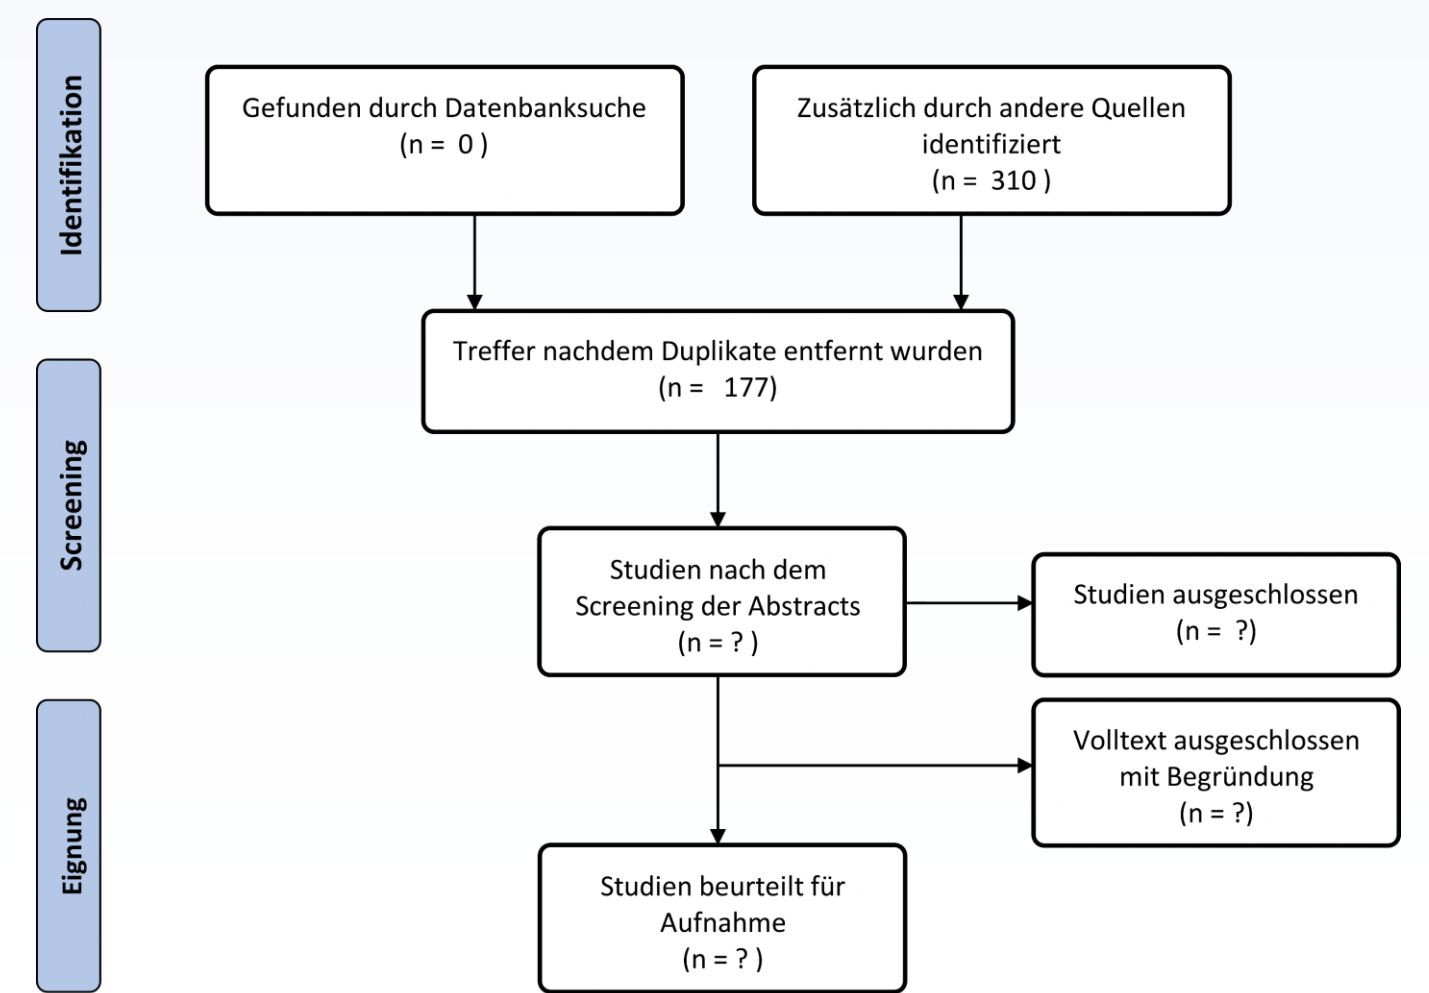 Identifikation
Gefunden durch Datenbanksuche
(n = 0 )
Zusätzlich durch andere Quellen
identifiziert
(n = 310 )
Treffer nachdem Duplikate entfernt wurden
(n = 177)
Screening
Studien nach dem
Screening der Abstracts
(n = ? )
Studien ausgeschlossen
(n = ?)
Eignung
Volltext ausgeschlossen
mit Begründung
(n = ?)
Studien beurteilt für
Aufnahme
(n = ? )